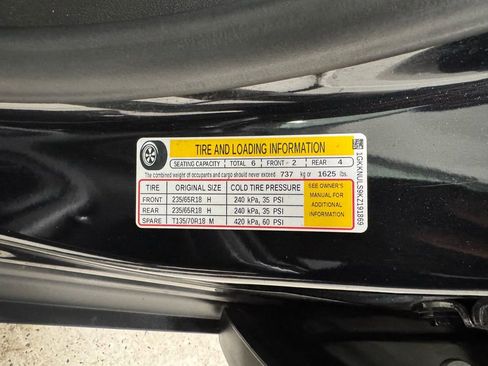 TIRE AND LOADING INFORMATION
SEATING CAPACITY TOTAL 6 FRONT - 2 REAR 4
The combined weight of occupants and cargo should never exceed 737 kg or 1625 lbs.
TIRE ORIGINAL SIZE COLD TIRE PRESSURE
FRONT 235/65R18 H 240 kPa, 35 PSI
REAR 235/65R18 H 240 kPa, 35 PSI
SPARE T135/70R18 M 420 kPa, 60 PSI
SEE OWNER'S
MANUAL FOR
ADDITIONAL
INFORMATION
1GKKNULS9KZ191869